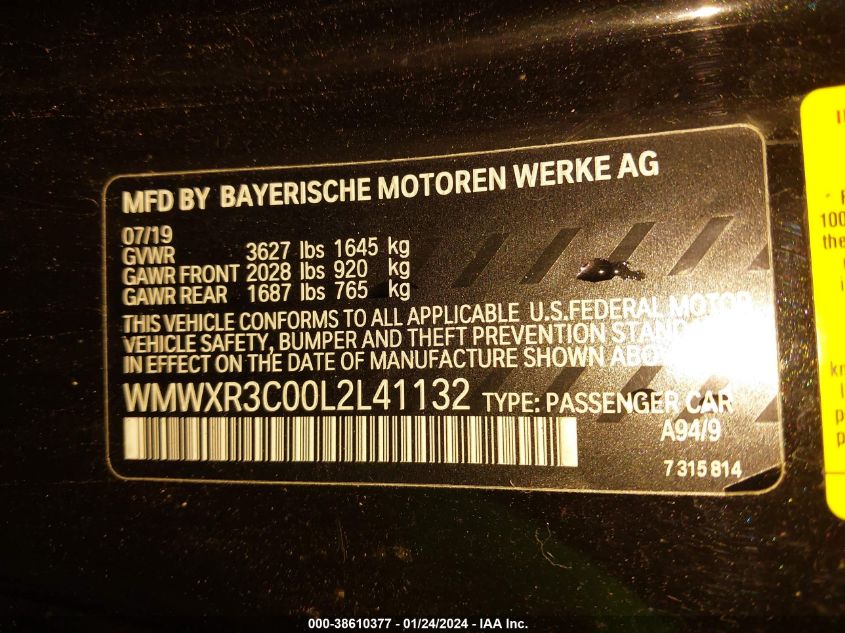 MFD BY BAYERISCHE MOTOREN WERKE AG
07/19
GVWR 3627 lbs 1645 kg
GAWR FRONT 2028 lbs 920 kg
GAWR REAR 1687 lbs 765 kg
THIS VEHICLE CONFORMS TO ALL APPLICABLE U.S.FEDERAL MOTOR
VEHICLE SAFETY, BUMPER AND THEFT PREVENTION
IN EFFECT ON THE DATE OF MANUFACTURE SHOWN
WMWXR3C00L2L41132 TYPE: PASSENGER CAR
A94/9
7 315 814
100
the
000-38610377 - 01/24/2024 - IAA Inc.